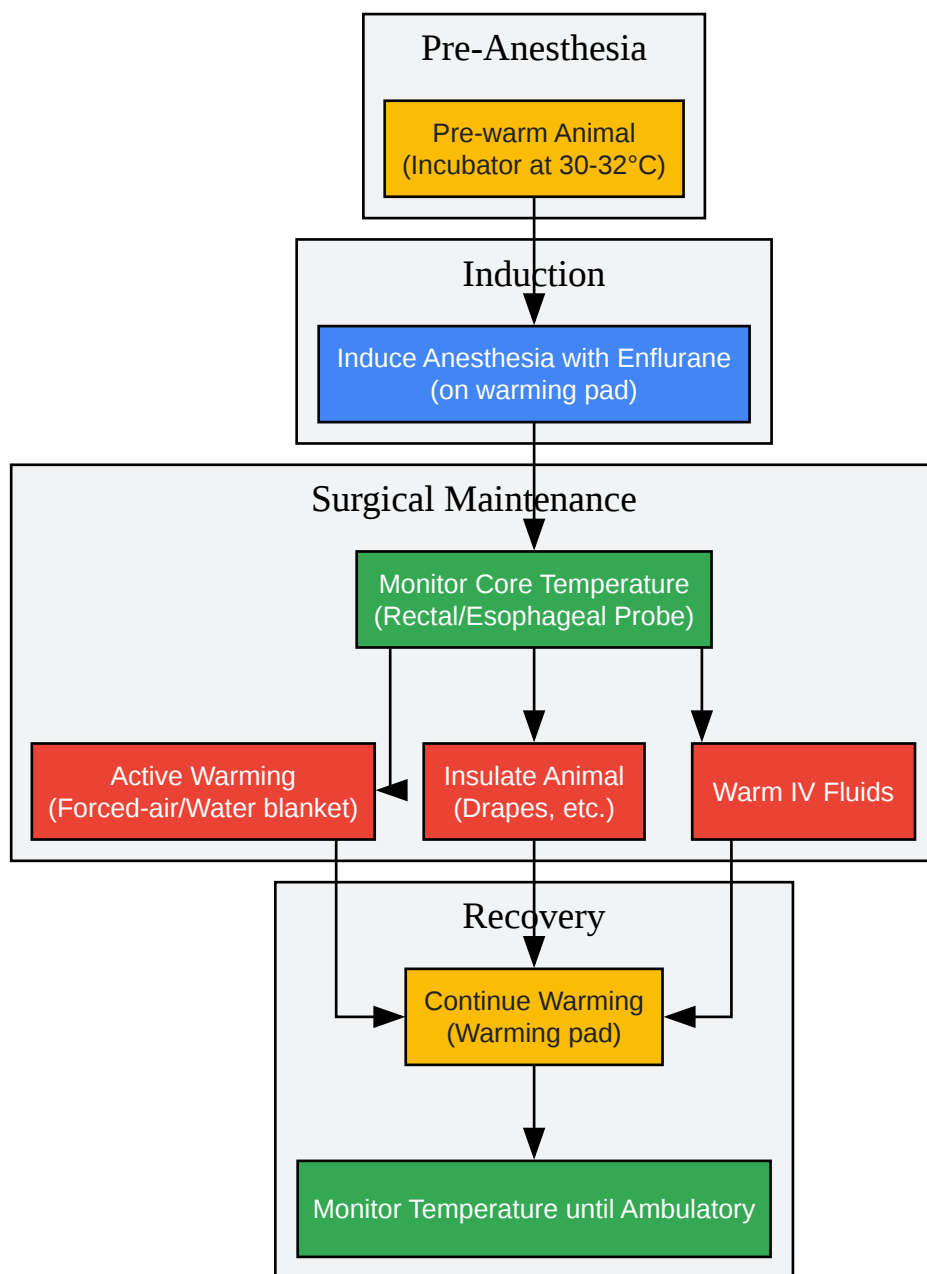 Pre-Anesthesia
Pre-warm Animal
(Incubator at 30-32°C)
Induction
Induce Anesthesia with Enflurane
(on warming pad)
Surgical Maintenance
Monitor Core Temperature
(Rectal/Esophageal Probe)
Active Warming
(Forced-air/Water blanket)
Insulate Animal
(Drapes, etc.)
Warm IV Fluids
Recovery
Continue Warming
(Warming pad)
Monitor Temperature until Ambulatory